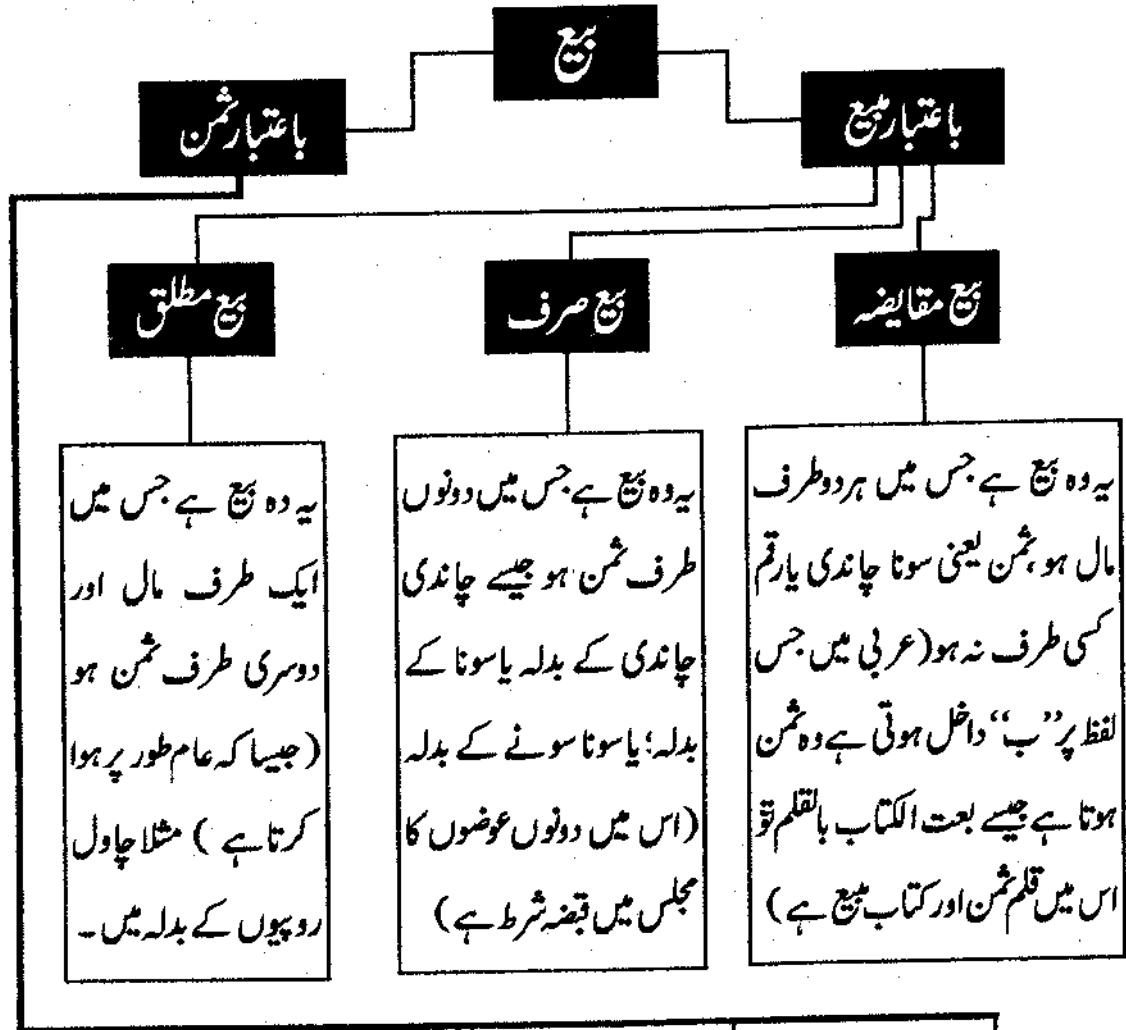 بیع
باعتبار مبیع
باعتبار ثمن
بیع مقایضہ
بیع صرف
بیع مطلق
یہ وہ بیع ہے جس میں ہر دو طرف
مال ہو، ثمن یعنی سونا چاندی یا رقم
کسی طرف نہ ہو (عربی میں جس
لفظ پر ”ب“ داخل ہوتی ہے وہ ثمن
ہوتا ہے جیسے بعت الکتاب بالقلم تو
اس میں قلم ثمن اور کتاب مبیع ہے)
یہ وہ بیع ہے جس میں دونوں
طرف ثمن ہو جیسے چاندی
چاندی کے بدلہ یا سونا کے
بدلہ؛ یا سونا سونے کے بدلہ
(اس میں دونوں عوضوں کا
مجلس میں قبضہ شرط ہے)
یہ وہ بیع ہے جس میں
ایک طرف مال اور
دوسری طرف ثمن ہو
(جیسا کہ عام طور پر ہوا
کرتا ہے) مثلا چاول
روپیوں کے بدلہ میں۔